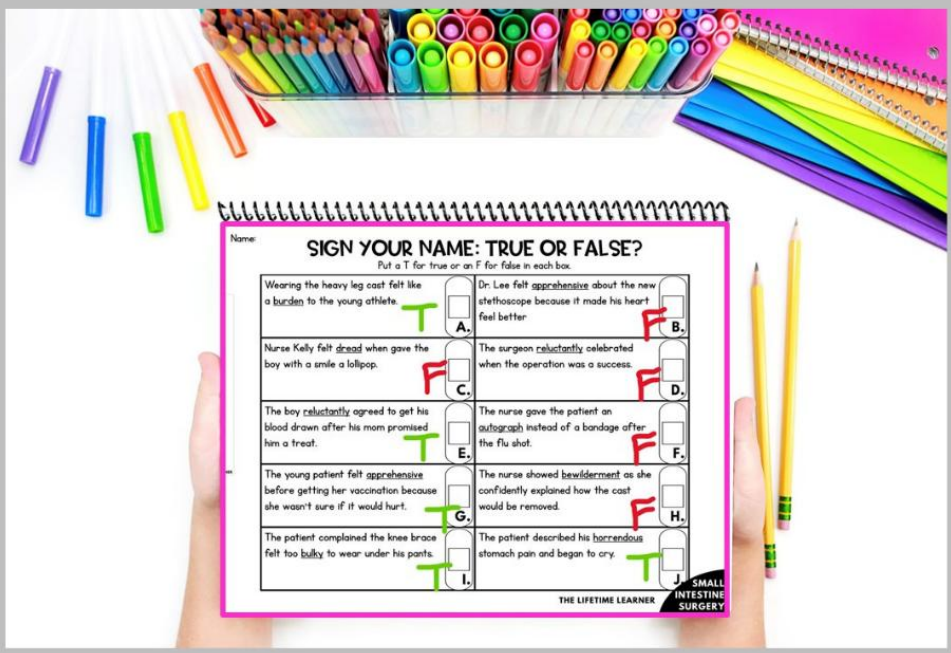 Name:
SIGN YOUR NAME: TRUE OR FALSE?
Put a T for true or an F for false in each box.
Wearing the heavy leg cast felt like
a burden to the young athlete.
T
A.
Dr. Lee felt apprehensive about the new
stethoscope because it made his heart
feel better
F
B.
Nurse Kelly felt dread when gave the
boy with a smile a lollipop.
F
C.
The surgeon reluctantly celebrated
when the operation was a success.
F
D.
The boy reluctantly agreed to get his
blood drawn after his mom promised
him a treat.
T
E.
The nurse gave the patient an
autograph instead of a bandage after
the flu shot.
F
F.
The young patient felt apprehensive
before getting her vaccination because
she wasn't sure if it would hurt.
T
G.
The nurse showed bewilderment as she
confidently explained how the cast
would be removed.
F
H.
The patient complained the knee brace
felt too bulky to wear under his pants.
T
I.
The patient described his horrendous
stomach pain and began to cry.
T
J.
THE LIFETIME LEARNER
SMALL
INTESTINE
SURGERY